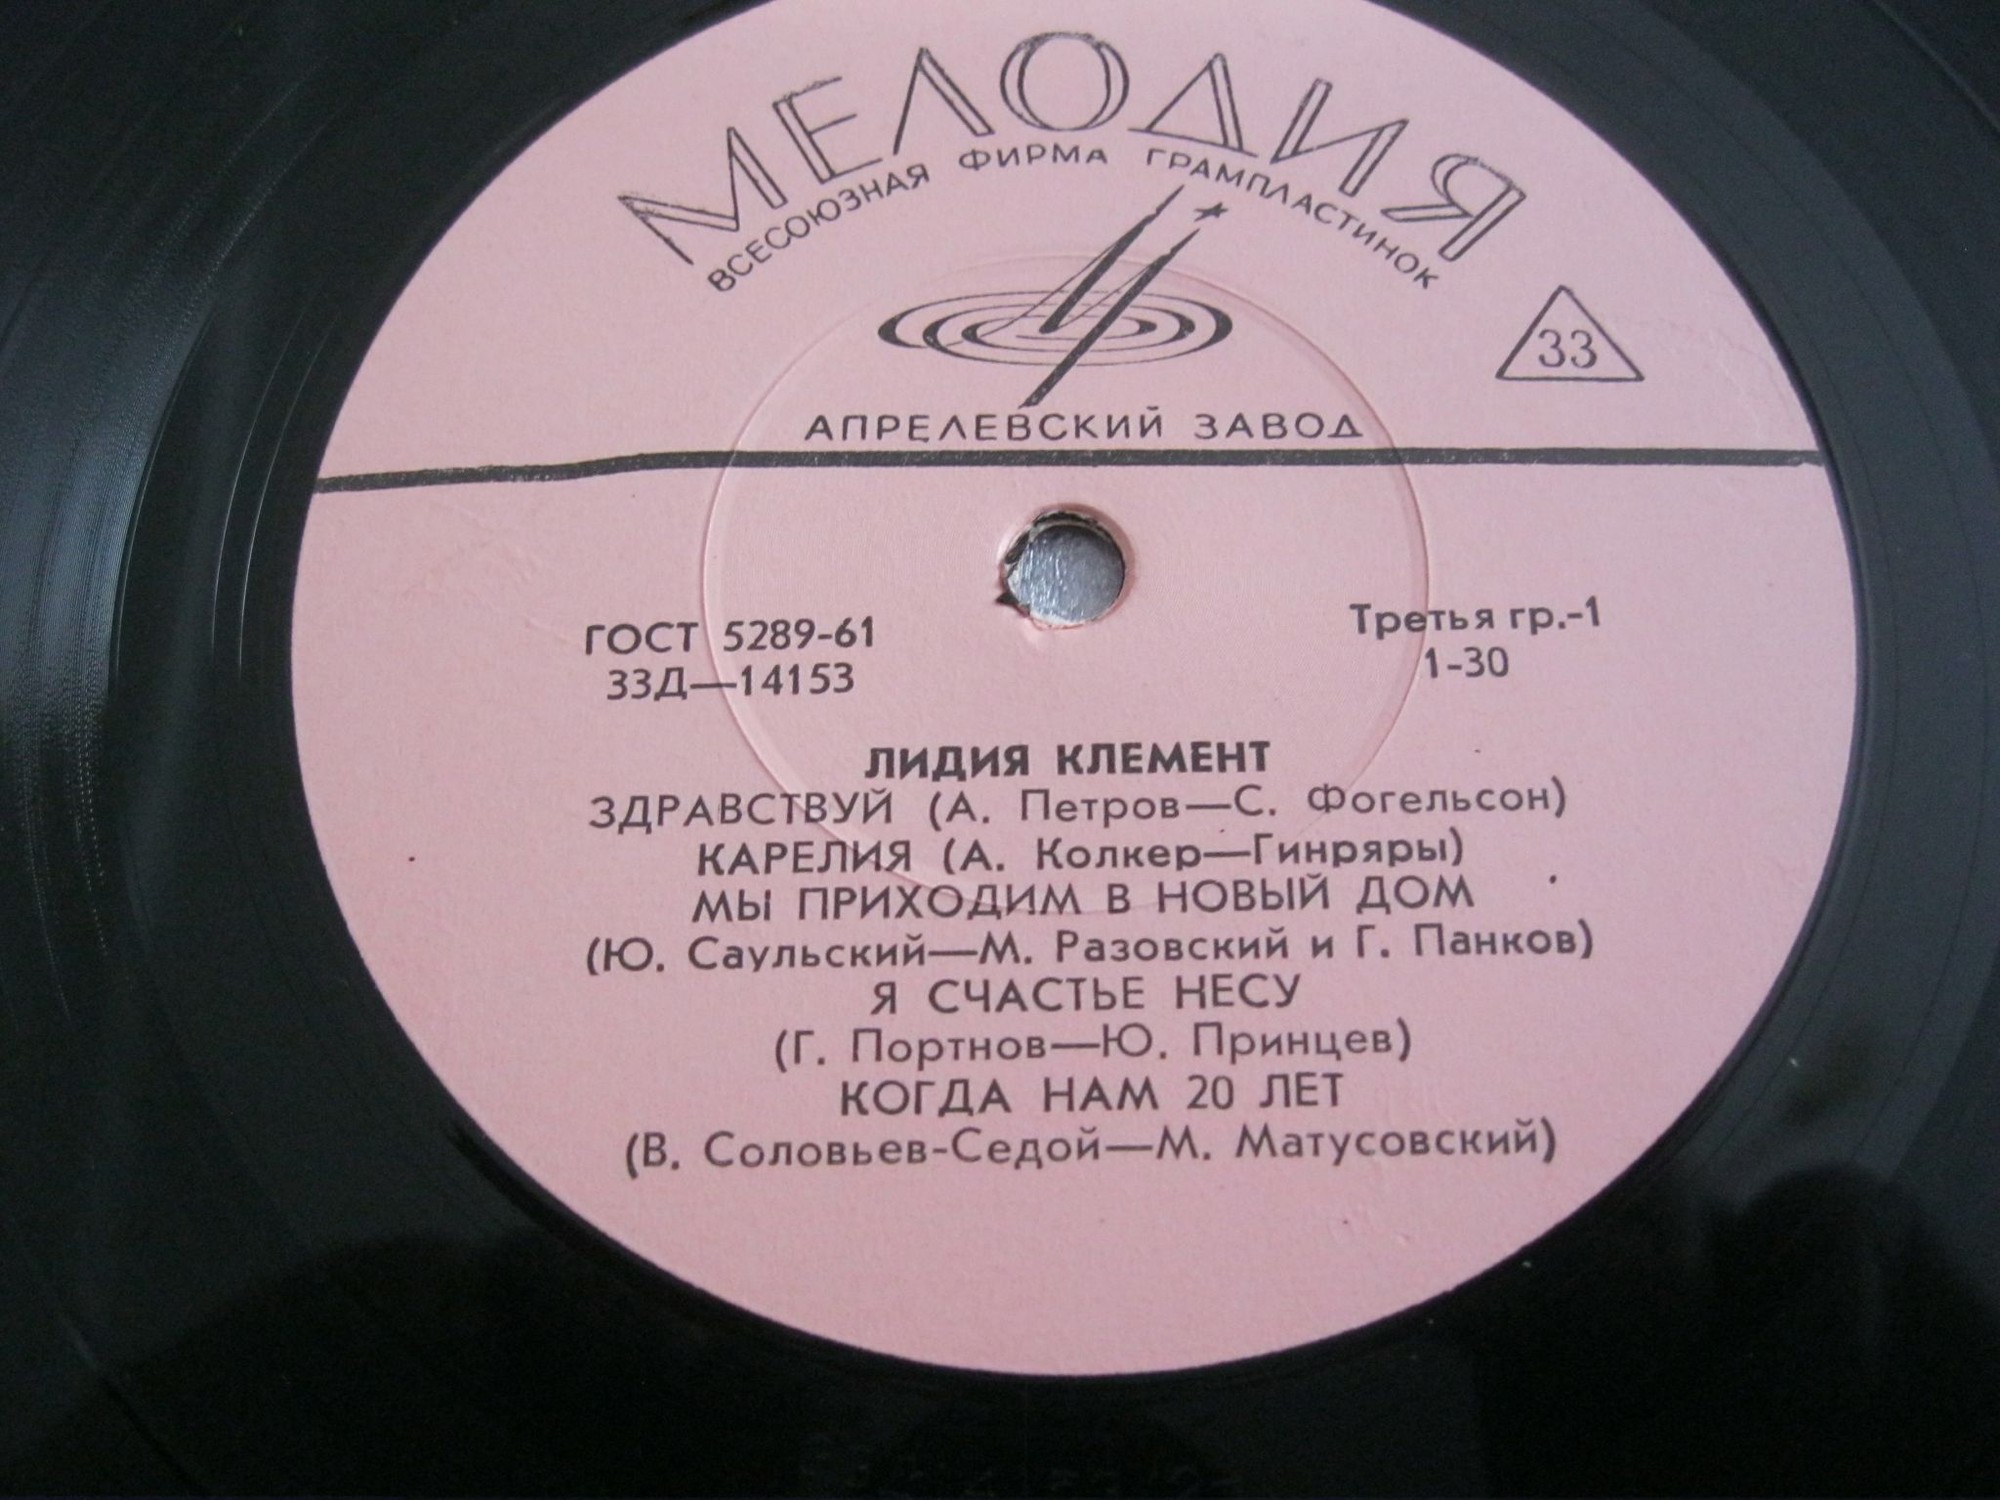 МЕЛОДИЯ
ВСЕСОЮЗНАЯ ФИРМА ГРАМПЛАСТИНОК
33
АПРЕЛЕВСКИЙ ЗАВОД
ГОСТ 5289-61
Третья гр.-1
33Д—14153
1-30
ЛИДИЯ КЛЕМЕНТ
ЗДРАВСТВУЙ (А. Петров—С. Фогельсон)
КАРЕЛИЯ (А. Колкер—Гинряры)
МЫ ПРИХОДИМ В НОВЫЙ ДОМ
(Ю. Саульский—М. Разовский и Г. Панков)
Я СЧАСТЬЕ НЕСУ
(Г. Портнов—Ю. Принцев)
КОГДА НАМ 20 ЛЕТ
(В. Соловьев-Седой—М. Матусовский)